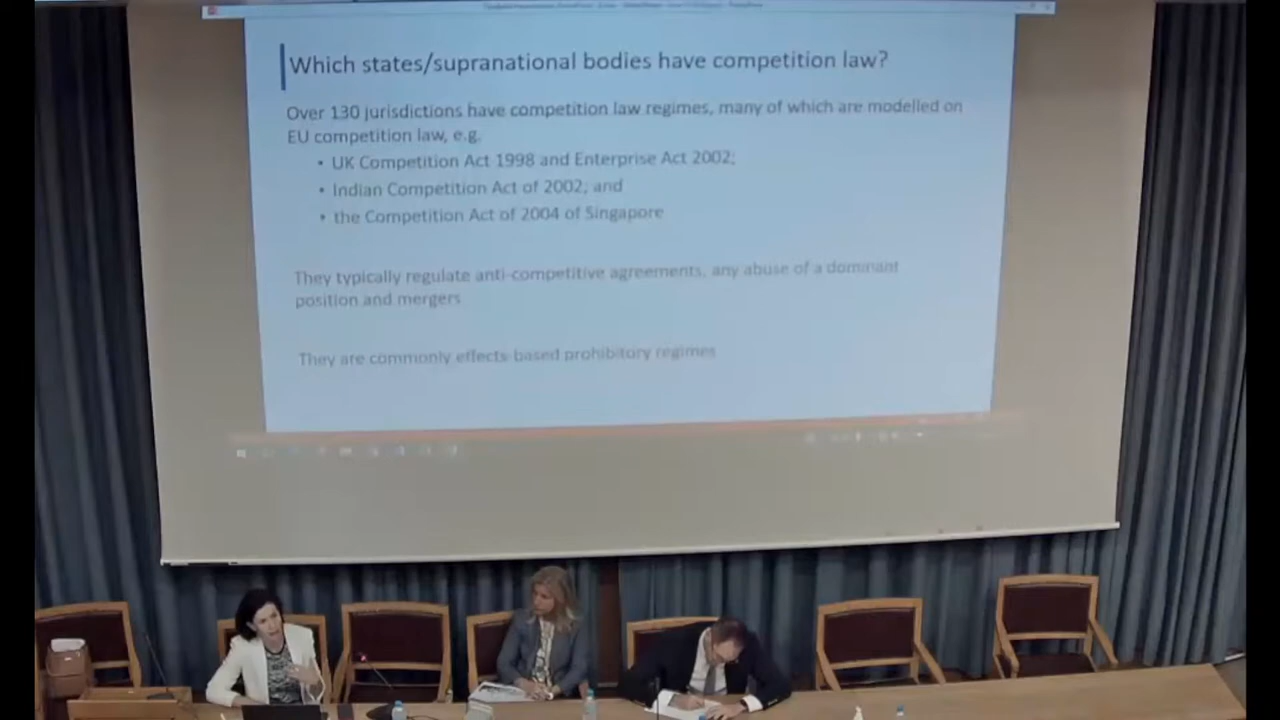 Which states/supranational bodies have competition law?
Over 130 jurisdictions have competition law regimes, many of which are modelled on
EU competition law, e.g.
• UK Competition Act 1998 and Enterprise Act 2002;
• Indian Competition Act of 2002; and
• the Competition Act of 2004 of Singapore
They typically regulate anti-competitive agreements, any abuse of a dominant
position and mergers
They are commonly effects-based prohibitory regimes